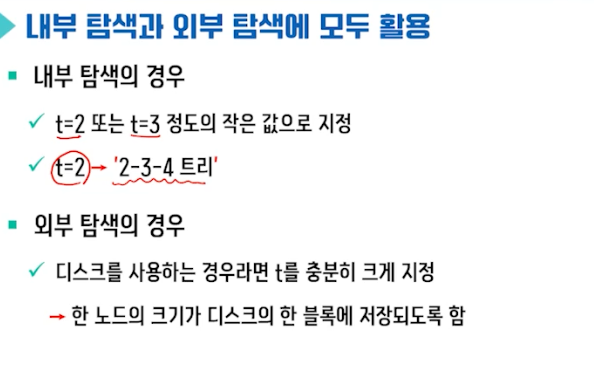 내부 탐색과 외부 탐색에 모두 활용
내부 탐색의 경우
t=2 또는 t=3 정도의 작은 값으로 지정
t=2 → '2-3-4 트리'
외부 탐색의 경우
디스크를 사용하는 경우라면 t를 충분히 크게 지정
→ 한 노드의 크기가 디스크의 한 블록에 저장되도록 함